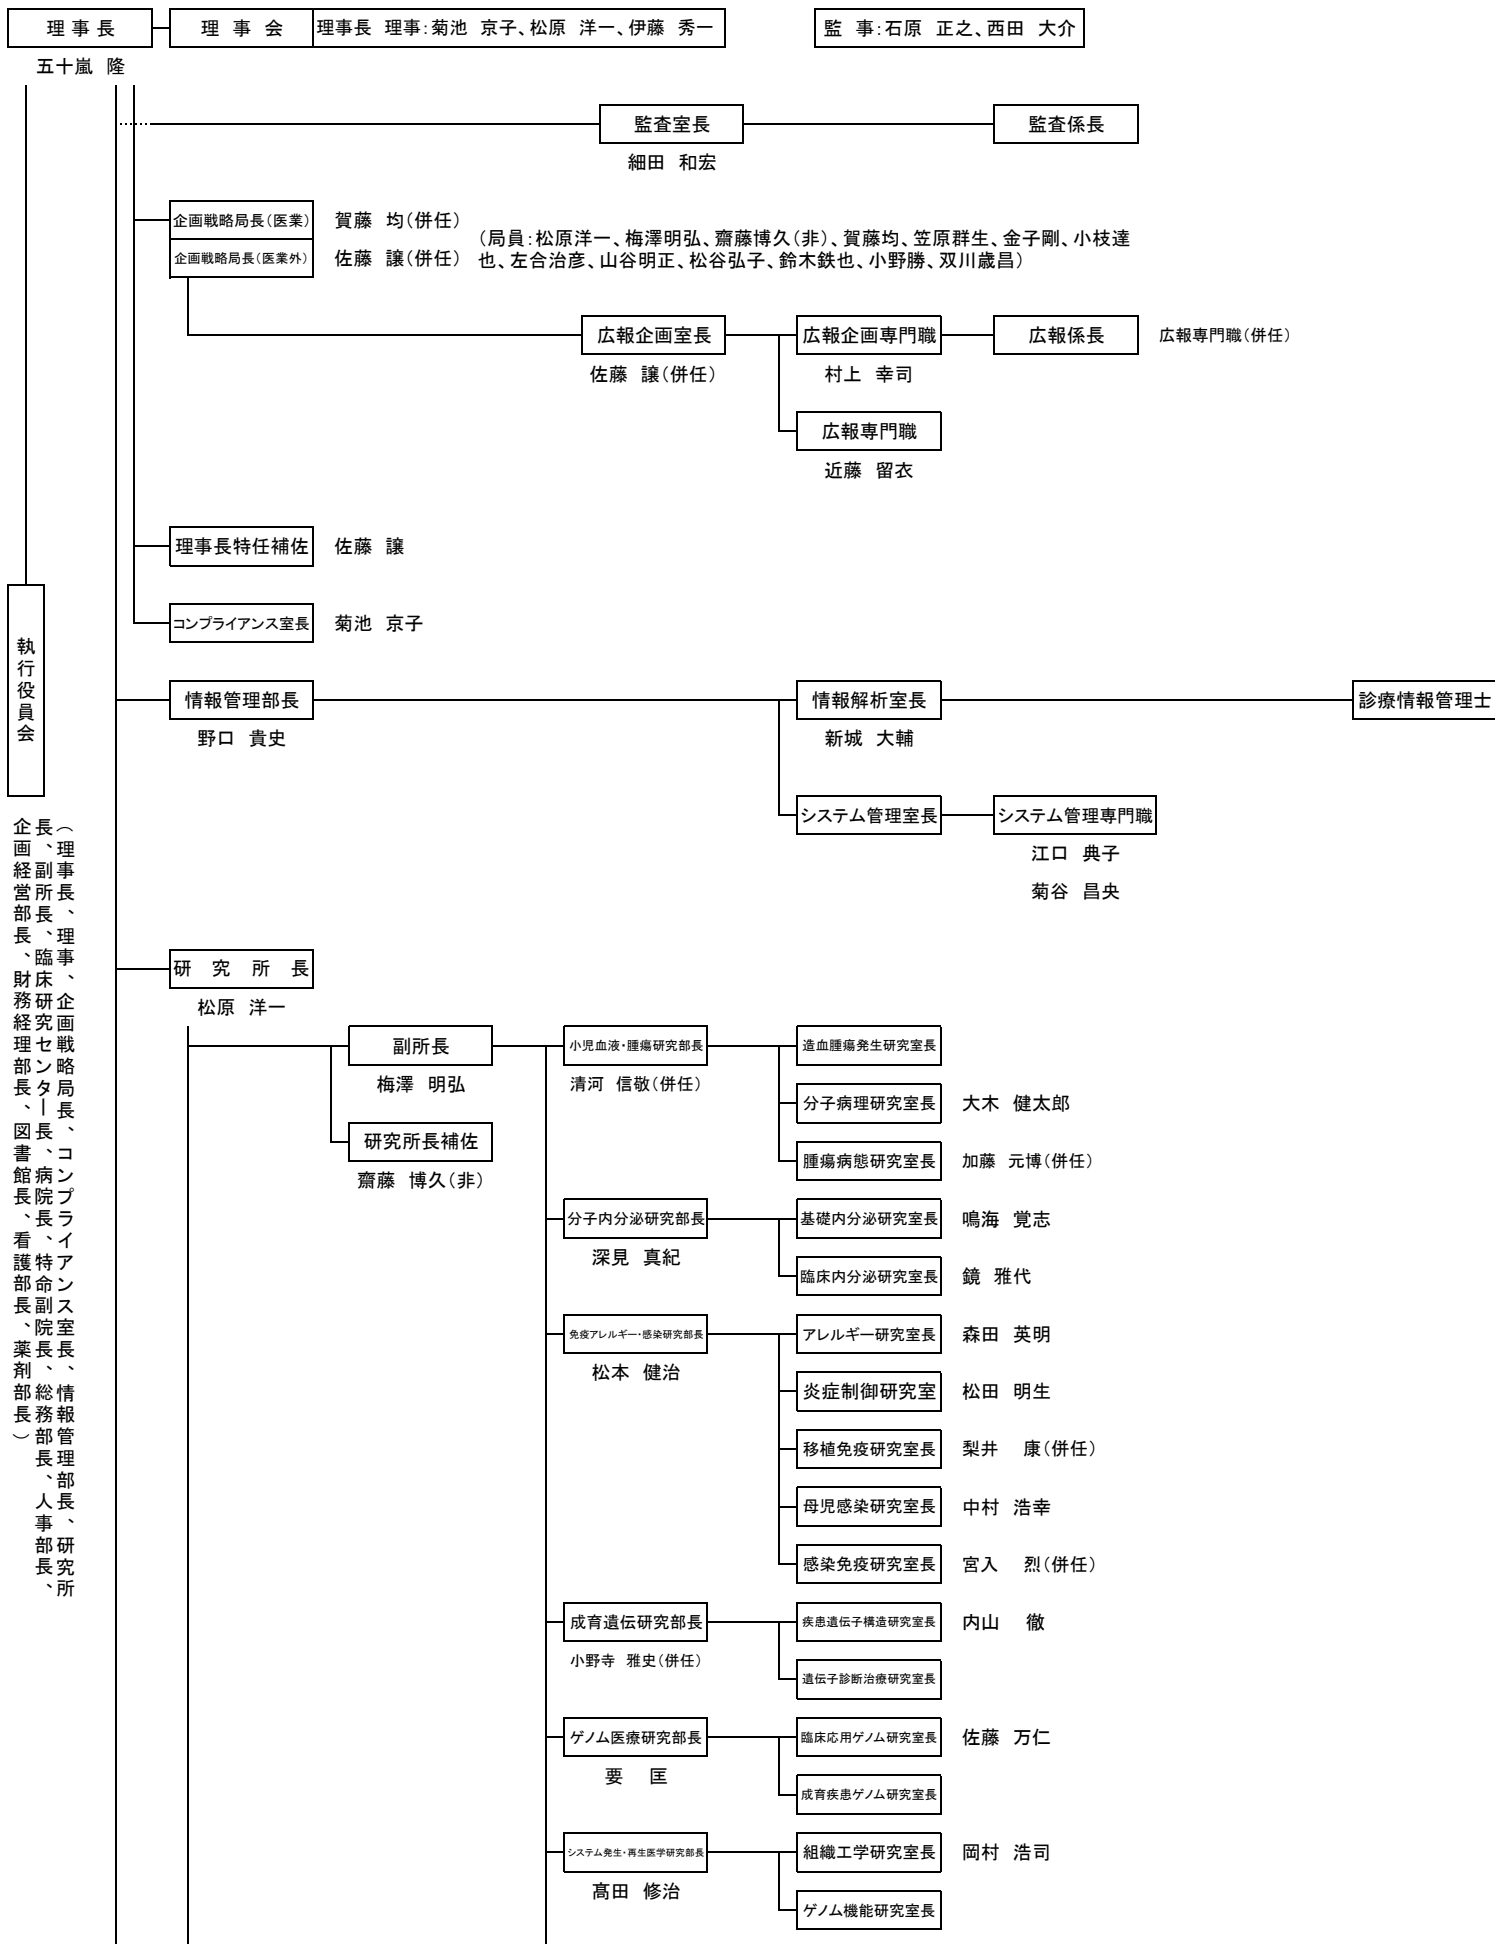 理事長
理事会
理事長 理事:菊池 京子、松原 洋一、伊藤 秀一
監 事:石原 正之、西田 大介
五十嵐 隆
監査室長
監査係長
細田 和宏
企画戦略局長(医業)
賀藤 均(併任)
企画戦略局長(医業外)
佐藤 譲(併任)
(局員:松原洋一、梅澤明弘、齋藤博久(非)、賀藤均、笠原群生、金子剛、小枝達
也、左合治彦、山谷明正、松谷弘子、鈴木鉄也、小野勝、双川歳昌)
広報企画室長
広報企画専門職
広報係長
広報専門職(併任)
佐藤 譲(併任)
村上 幸司
広報専門職
近藤 留衣
理事長特任補佐
佐藤 譲
コンプライアンス室長
菊池 京子
執行役員会
(理事長、理事、企画戦略局長、コンプライアンス室長、情報管理部長、研究所
長、副所長、臨床研究センター長、病院長、特命副院長、総務部長、人事部長、
企画経営部長、財務経理部長、図書館長、看護部長、薬剤部長)
情報管理部長
情報解析室長
診療情報管理士
野口 貴史
新城 大輔
システム管理室長
システム管理専門職
江口 典子
菊谷 昌央
研究所長
松原 洋一
副所長
小児血液・腫瘍研究部長
造血腫瘍発生研究室長
梅澤 明弘
清河 信敬(併任)
分子病理研究室長
大木 健太郎
研究所長補佐
腫瘍病態研究室長
加藤 元博(併任)
齋藤 博久(非)
分子内分泌研究部長
基礎内分泌研究室長
鳴海 覚志
深見 真紀
臨床内分泌研究室長
鏡 雅代
免疫アレルギー・感染研究部長
アレルギー研究室長
森田 英明
松本 健治
炎症制御研究室
松田 明生
移植免疫研究室長
梨井 康(併任)
母児感染研究室長
中村 浩幸
感染免疫研究室長
宮入 烈(併任)
成育遺伝研究部長
疾患遺伝子構造研究室長
内山 徹
小野寺 雅史(併任)
遺伝子診断治療研究室長
ゲノム医療研究部長
臨床応用ゲノム研究室長
佐藤 万仁
要 匡
成育疾患ゲノム研究室長
システム発生・再生医学研究部長
組織工学研究室長
岡村 浩司
髙田 修治
ゲノム機能研究室長